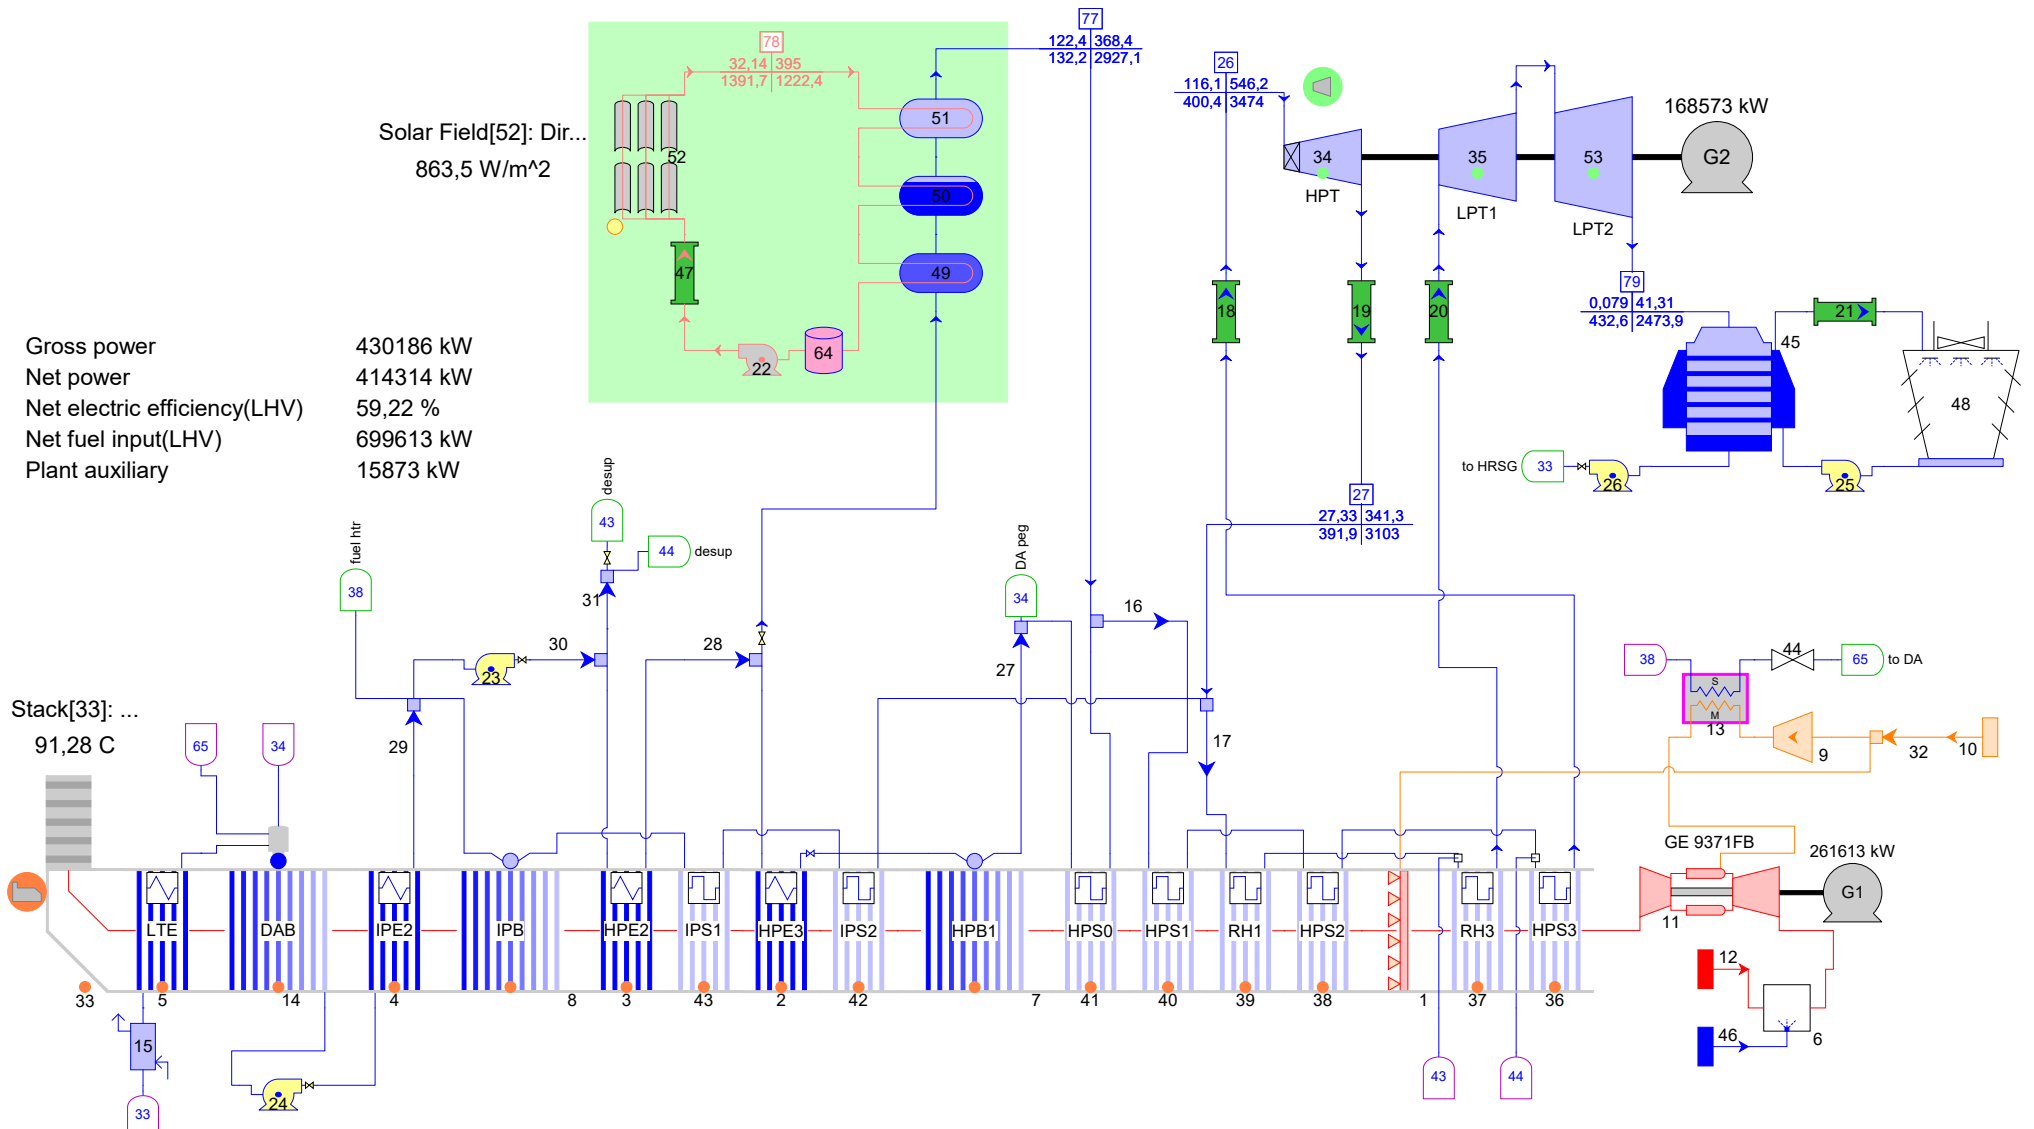 77
122,4 368,4
132,2 2927,1
78
32,14 395
1391,7 1222,4
26
116,1 546,2
400,4 3474
168573 kW
G2
Solar Field[52]: Dir...
863,5 W/m^2
52
51
50
49
47
22
64
34
HPT
35
LPT1
53
LPT2
79
0,079 41,31
432,6 2473,9
18
19
20
21
45
48
to HRSG
33
26
25
Gross power 430186 kW
Net power 414314 kW
Net electric efficiency(LHV) 59,22 %
Net fuel input(LHV) 699613 kW
Plant auxiliary 15873 kW
27
27,33 341,3
391,9 3103
desup
43
44
desup
fuel htr
38
31
30
23
28
DA peg
34
27
16
29
17
38
S
M
13
44
65
to DA
9
32
10
Stack[33]: ...
91,28 C
65
34
GE 9371FB
261613 kW
G1
11
LTE
DAB
IPE2
IPB
HPE2
IPS1
HPE3
IPS2
HPB1
HPS0
HPS1
RH1
HPS2
RH3
HPS3
33
5
14
4
8
3
43
2
42
7
41
40
39
38
1
37
36
12
46
6
15
33
24
43
44